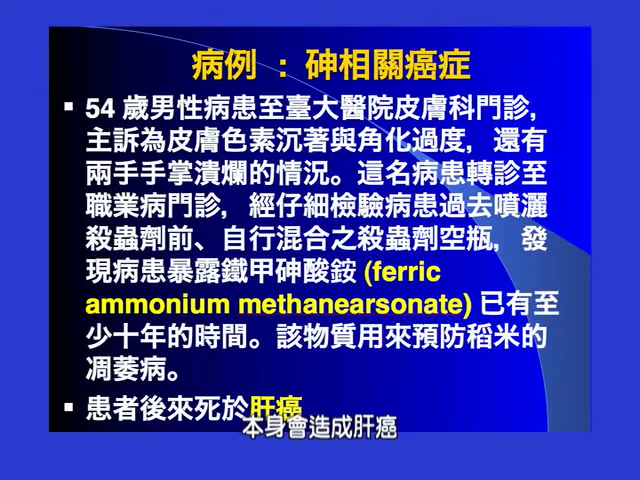 病例 : 砷相關癌症
▪ 54 歲男性病患至臺大醫院皮膚科門診,
主訴為皮膚色素沉著與角化過度, 還有
兩手手掌潰爛的情況。這名病患轉診至
職業病門診, 經仔細檢驗病患過去噴灑
殺蟲劑前、自行混合之殺蟲劑空瓶, 發
現病患暴露鐵甲砷酸銨 (ferric
ammonium methanearsonate) 已有至
少十年的時間。該物質用來預防稻米的
凋萎病。
▪ 患者後來死於肝癌
本身會造成肝癌